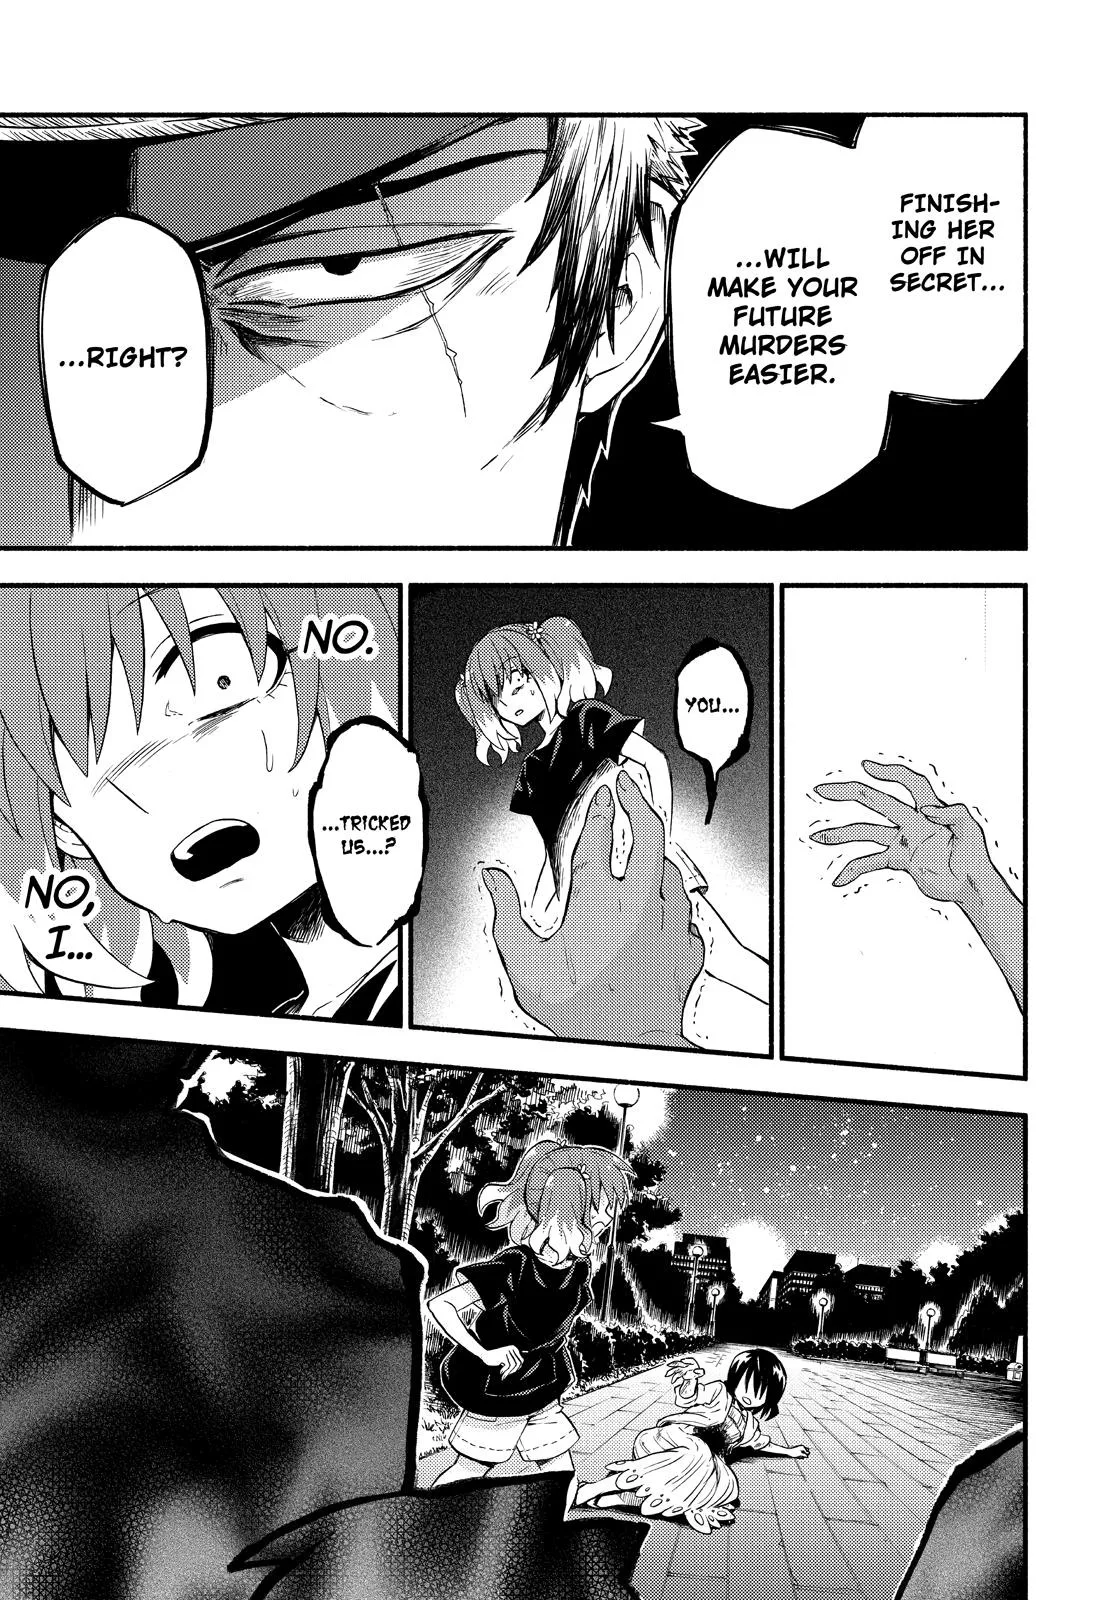 FINISH-
ING HER
OFF IN
SECRET...
...WILL
MAKE YOUR
FUTURE
MURDERS
EASIER.
...RIGHT?
YOU...
NO.
...TRICKED
US...?
NO,
I...